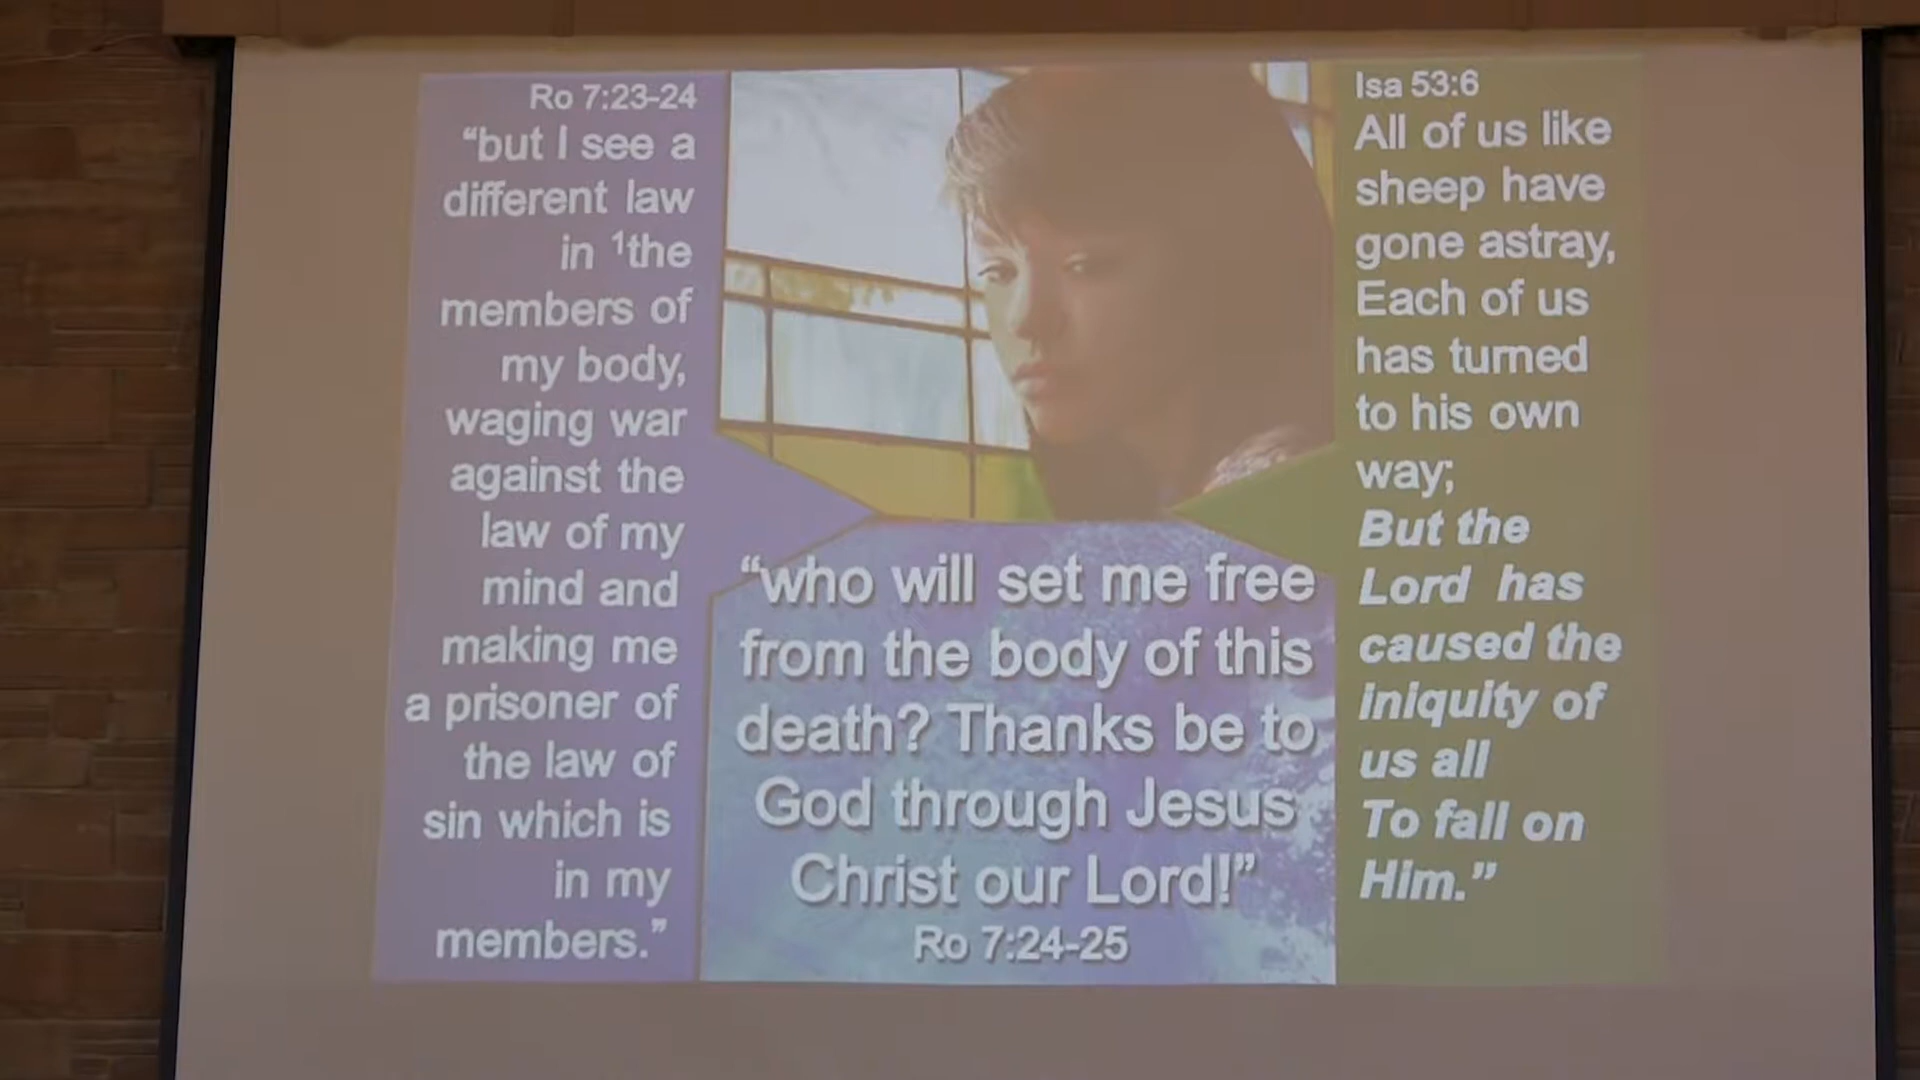 Ro 7:23-24
“but I see a
different law
in ¹the
members of
my body,
waging war
against the
law of my
mind and
making me
a prisoner of
the law of
sin which is
in my
members.”
“who will set me free
from the body of this
death? Thanks be to
God through Jesus
Christ our Lord!”
Ro 7:24-25
Isa 53:6
All of us like
sheep have
gone astray,
Each of us
has turned
to his own
way;
But the
Lord has
caused the
iniquity of
us all
To fall on
Him.”